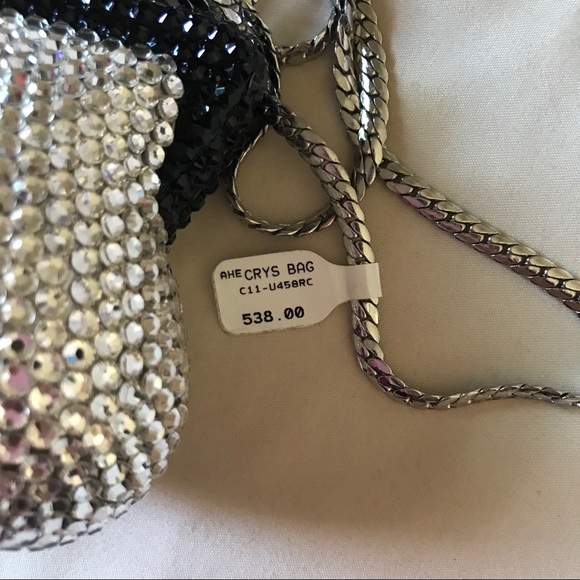 AHE CRYS BAG
C11-U458RC
538.00